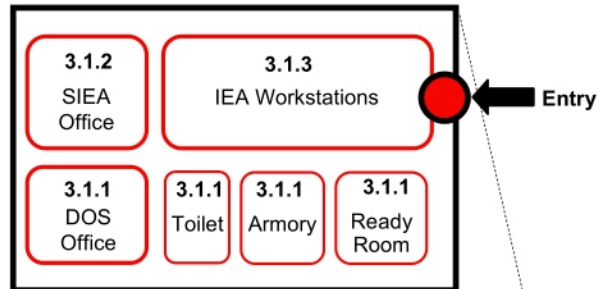 3.1.2
SIEA
Office
3.1.3
IEA Workstations
Entry
3.1.1
DOS
Office
3.1.1
Toilet
3.1.1
Armory
3.1.1
Ready
Room